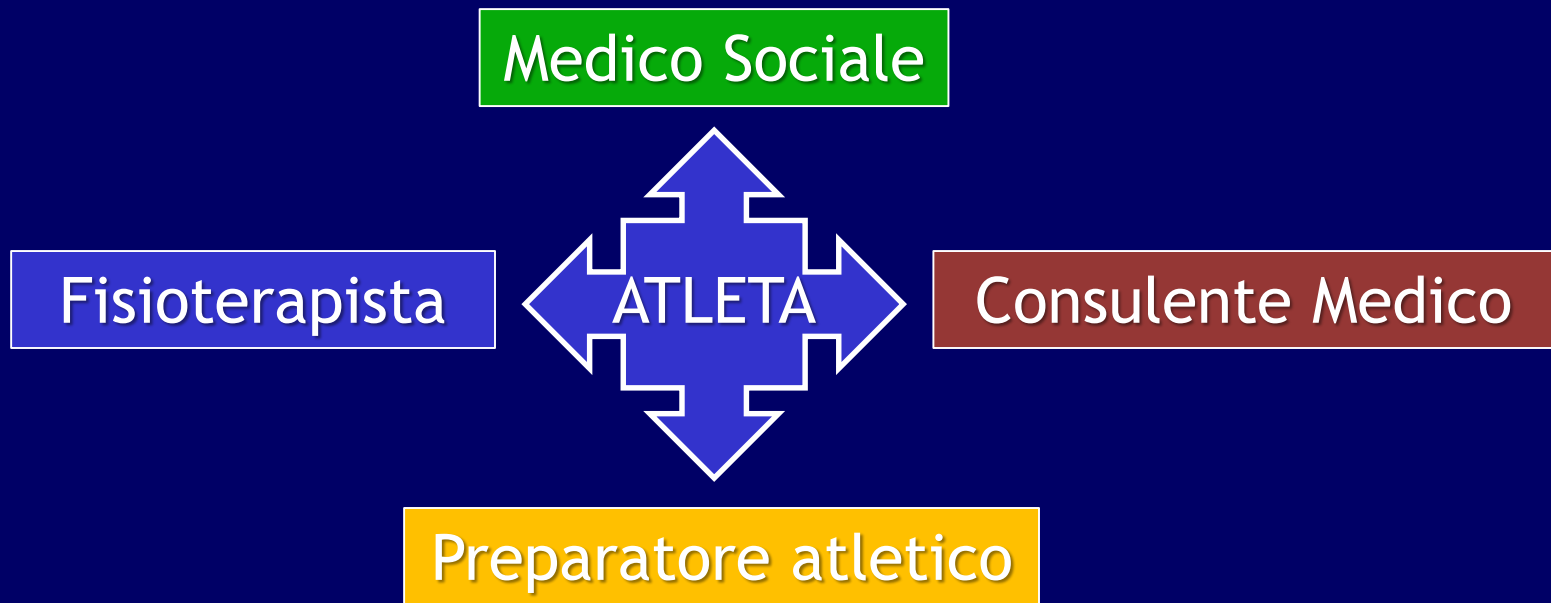 Medico Sociale
Fisioterapista
ATLETA
Consulente Medico
Preparatore atletico